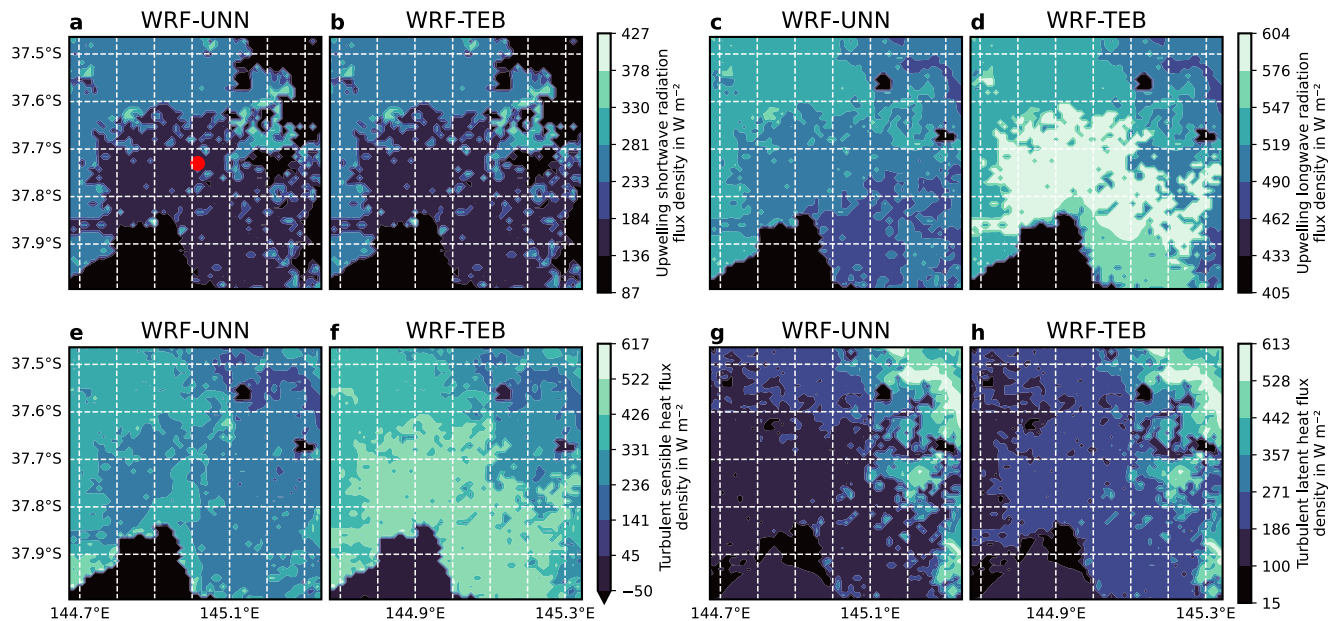 a WRF-UNN
b WRF-TEB
c WRF-UNN
d WRF-TEB
37.5°S
37.6°S
37.7°S
37.8°S
37.9°S
427
378
330
281
233
184
136
87
Upwelling shortwave radiation
flux density in W m⁻²
604
576
547
519
490
462
433
405
Upwelling longwave radiation
flux density in W m⁻²
e WRF-UNN
f WRF-TEB
g WRF-UNN
h WRF-TEB
37.5°S
37.6°S
37.7°S
37.8°S
37.9°S
617
522
426
331
236
141
45
−50
Turbulent sensible heat flux
density in W m⁻²
613
528
442
357
271
186
100
15
Turbulent latent heat flux
density in W m⁻²
144.7°E
145.1°E
144.9°E
145.3°E
144.7°E
145.1°E
144.9°E
145.3°E